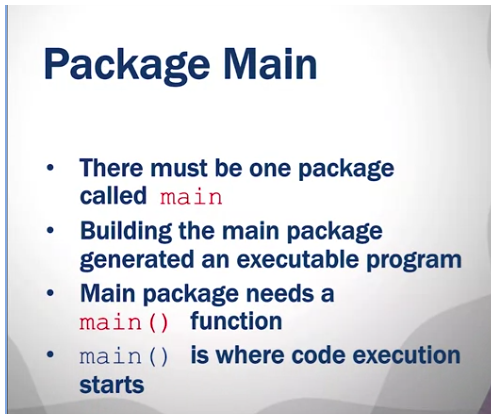 Package Main
• There must be one package
called main
• Building the main package
generated an executable program
• Main package needs a
main() function
• main() is where code execution
starts